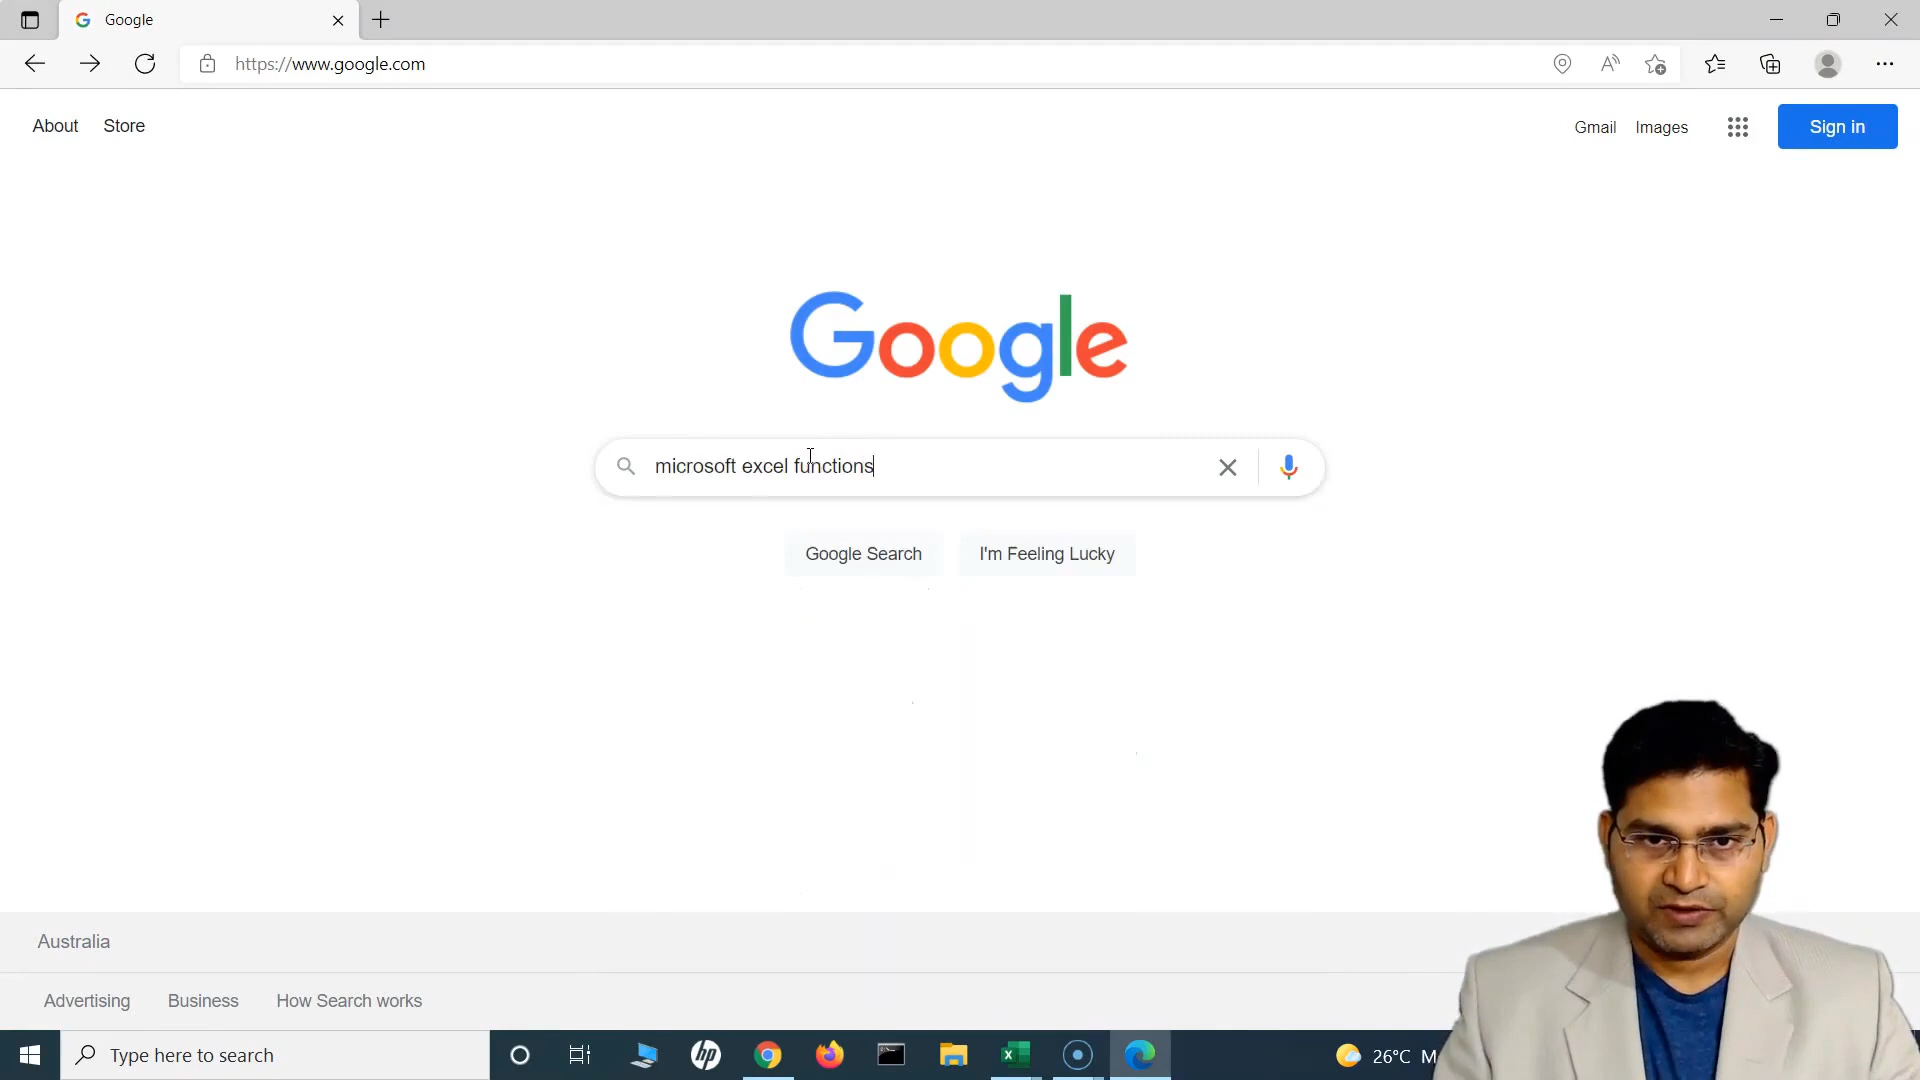 Google
https://www.google.com
About Store
Gmail Images Sign in
Google
microsoft excel functions
Google Search I'm Feeling Lucky
Australia
Advertising Business How Search works
Type here to search
hp
26°C M